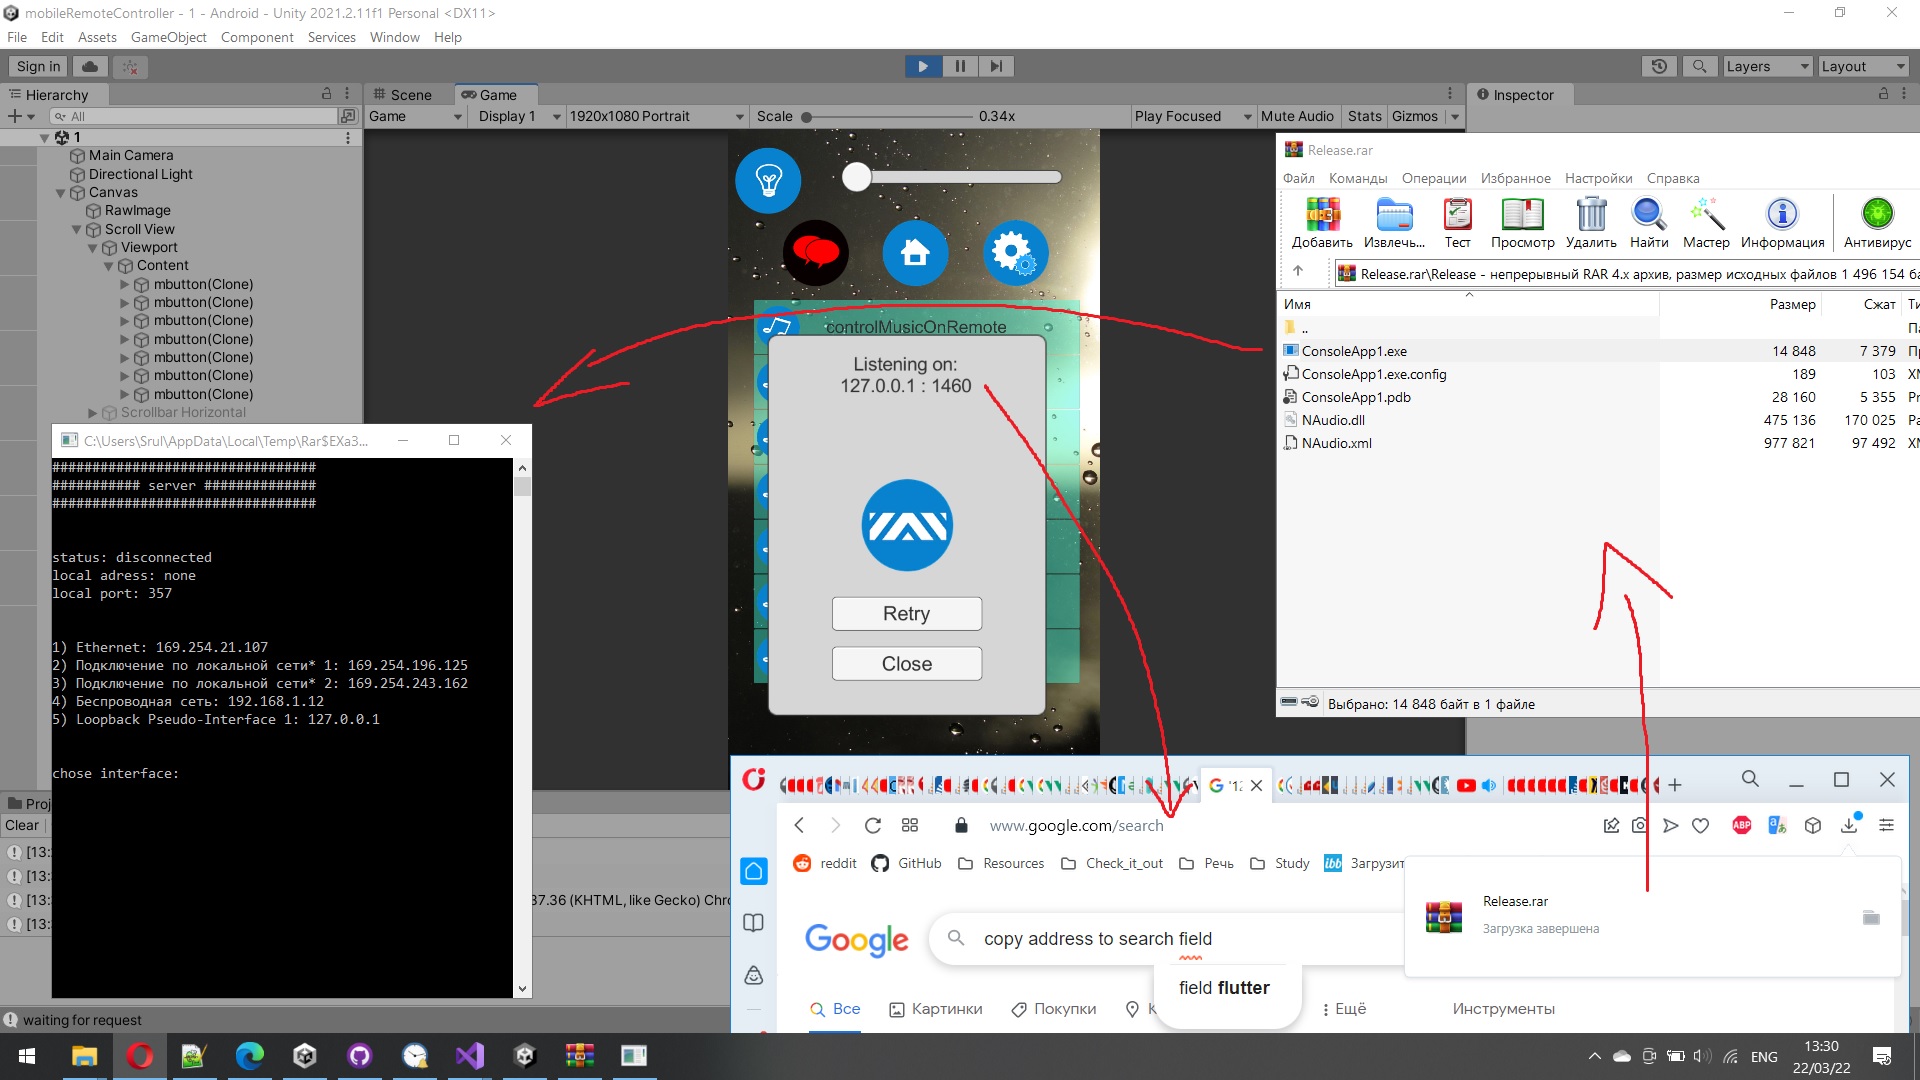 mobileRemoteController - 1 - Android - Unity 2021.2.11f1 Personal <DX11>
File Edit Assets GameObject Component Services Window Help
Sign in
Layers
Layout
Hierarchy
Scene
Game
Inspector
All
Game
Display 1
1920x1080 Portrait
Scale
0.34x
Play Focused
Mute Audio
Stats
Gizmos
1
Main Camera
Directional Light
Canvas
RawImage
Scroll View
Viewport
Content
mbutton(Clone)
mbutton(Clone)
mbutton(Clone)
mbutton(Clone)
mbutton(Clone)
mbutton(Clone)
mbutton(Clone)
Scrollbar Horizontal
controlMusicOnRemote
Listening on:
127.0.0.1 : 1460
Retry
Close
Release.rar
Файл Команды Операции Избранное Настройки Справка
Добавить Извлечь... Тест Просмотр Удалить Найти Мастер Информация Антивирус
Release.rar\Release - непрерывный RAR 4.x архив, размер исходных файлов 1 496 154 ба
Имя Размер Сжат Ти
.. Па
ConsoleApp1.exe 14 848 7 379 Пр
ConsoleApp1.exe.config 189 103 XM
ConsoleApp1.pdb 28 160 5 355 Pr
NAudio.dll 475 136 170 025 Ра
NAudio.xml 977 821 97 492 XM
Выбрано: 14 848 байт в 1 файле
C:\Users\Srul\AppData\Local\Temp\Rar$EXa3...
#################################
########### server ##############
#################################
status: disconnected
local adress: none
local port: 357
1) Ethernet: 169.254.21.107
2) Подключение по локальной сети* 1: 169.254.196.125
3) Подключение по локальной сети* 2: 169.254.243.162
4) Беспроводная сеть: 192.168.1.12
5) Loopback Pseudo-Interface 1: 127.0.0.1
chose interface:
Proj
Clear
[13:
[13:
[13:
37.36 (KHTML, like Gecko) Chro
[13:
waiting for request
'12
www.google.com/search
ABP
reddit GitHub Resources Check_it_out Речь Study ibb Загрузит
Release.rar
Загрузка завершена
Google
copy address to search field
field flutter
Все Картинки Покупки К Ещё Инструменты
ENG
13:30
22/03/22